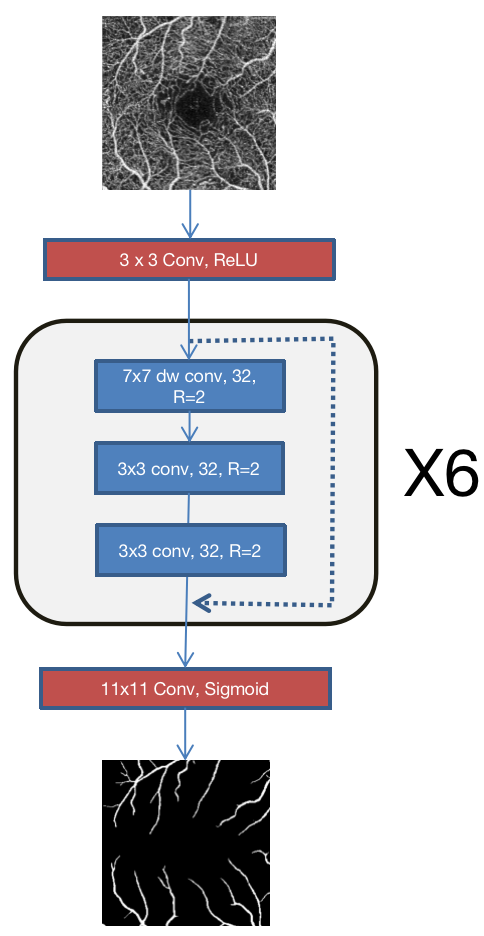 3 x 3 Conv, ReLU
7x7 dw conv, 32,
R=2
3x3 conv, 32, R=2
X6
3x3 conv, 32, R=2
11x11 Conv, Sigmoid